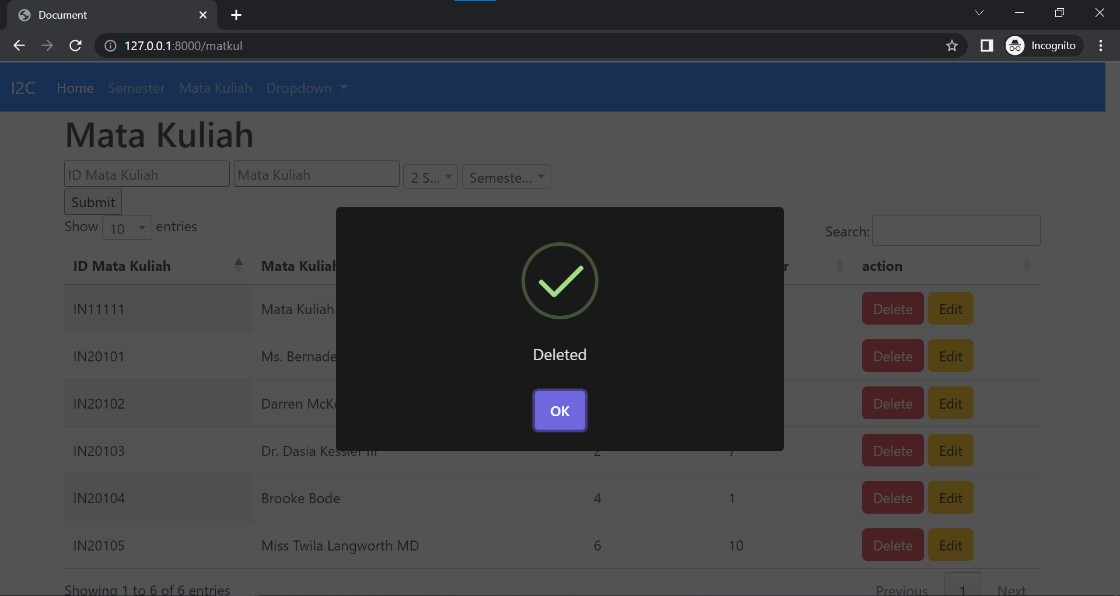 Document
127.0.0.1:8000/matkul
Incognito
I2C Home Semester Mata Kuliah Dropdown
Mata Kuliah
ID Mata Kuliah Mata Kuliah 2 S... Semeste...
Submit
Show 10 entries
Search:
ID Mata Kuliah Mata Kuliah action
IN11111 Mata Kuliah Delete Edit
IN20101 Ms. Delete Edit
IN20102 Darren Delete Edit
IN20103 Dr. Dasia Kessler III 2 7 Delete Edit
IN20104 Brooke Bode 4 1 Delete Edit
IN20105 Miss Twila Langworth MD 6 10 Delete Edit
Showing 1 to 6 of 6 entries
Previous 1 Next
Deleted
OK